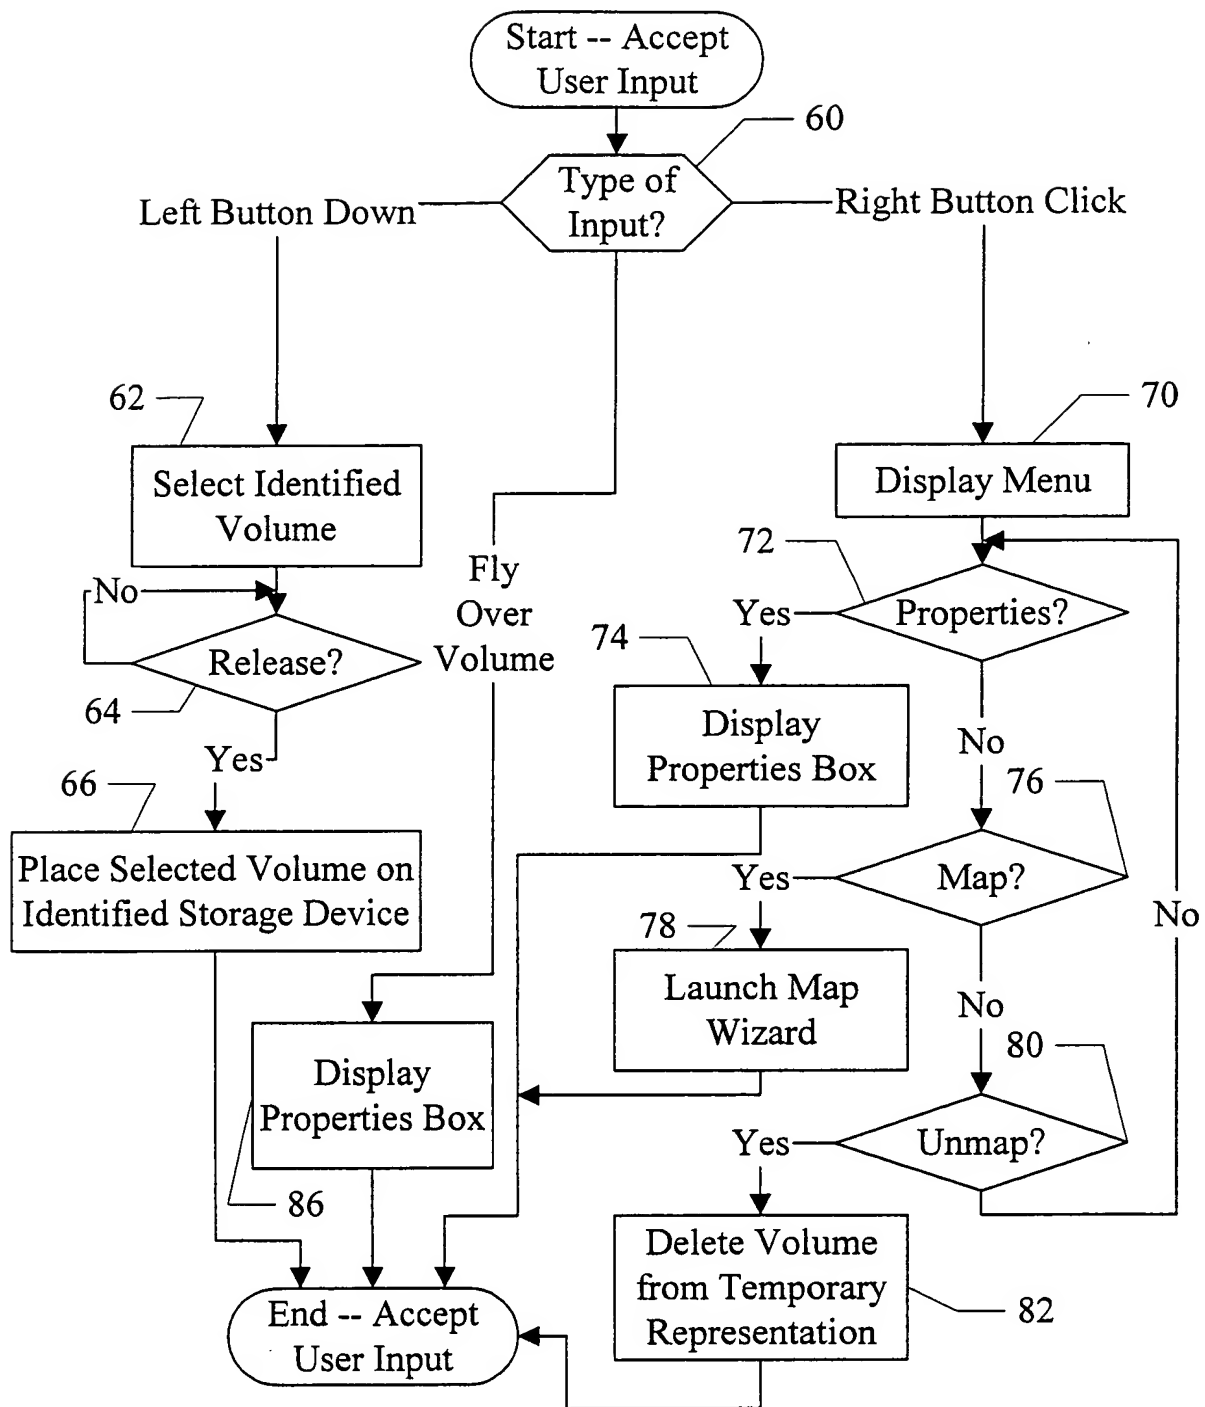 Start -- Accept
User Input
60
Type of
Input?
Left Button Down
Right Button Click
62
70
Select Identified
Volume
Display Menu
Fly
Over
Volume
72
No
Yes
Properties?
74
Release?
64
Display
Properties Box
No
Yes
66
76
Place Selected Volume on
Identified Storage Device
Yes
Map?
No
78
Launch Map
Wizard
No
80
Display
Properties Box
Yes
Unmap?
86
Delete Volume
from Temporary
Representation
82
End -- Accept
User Input